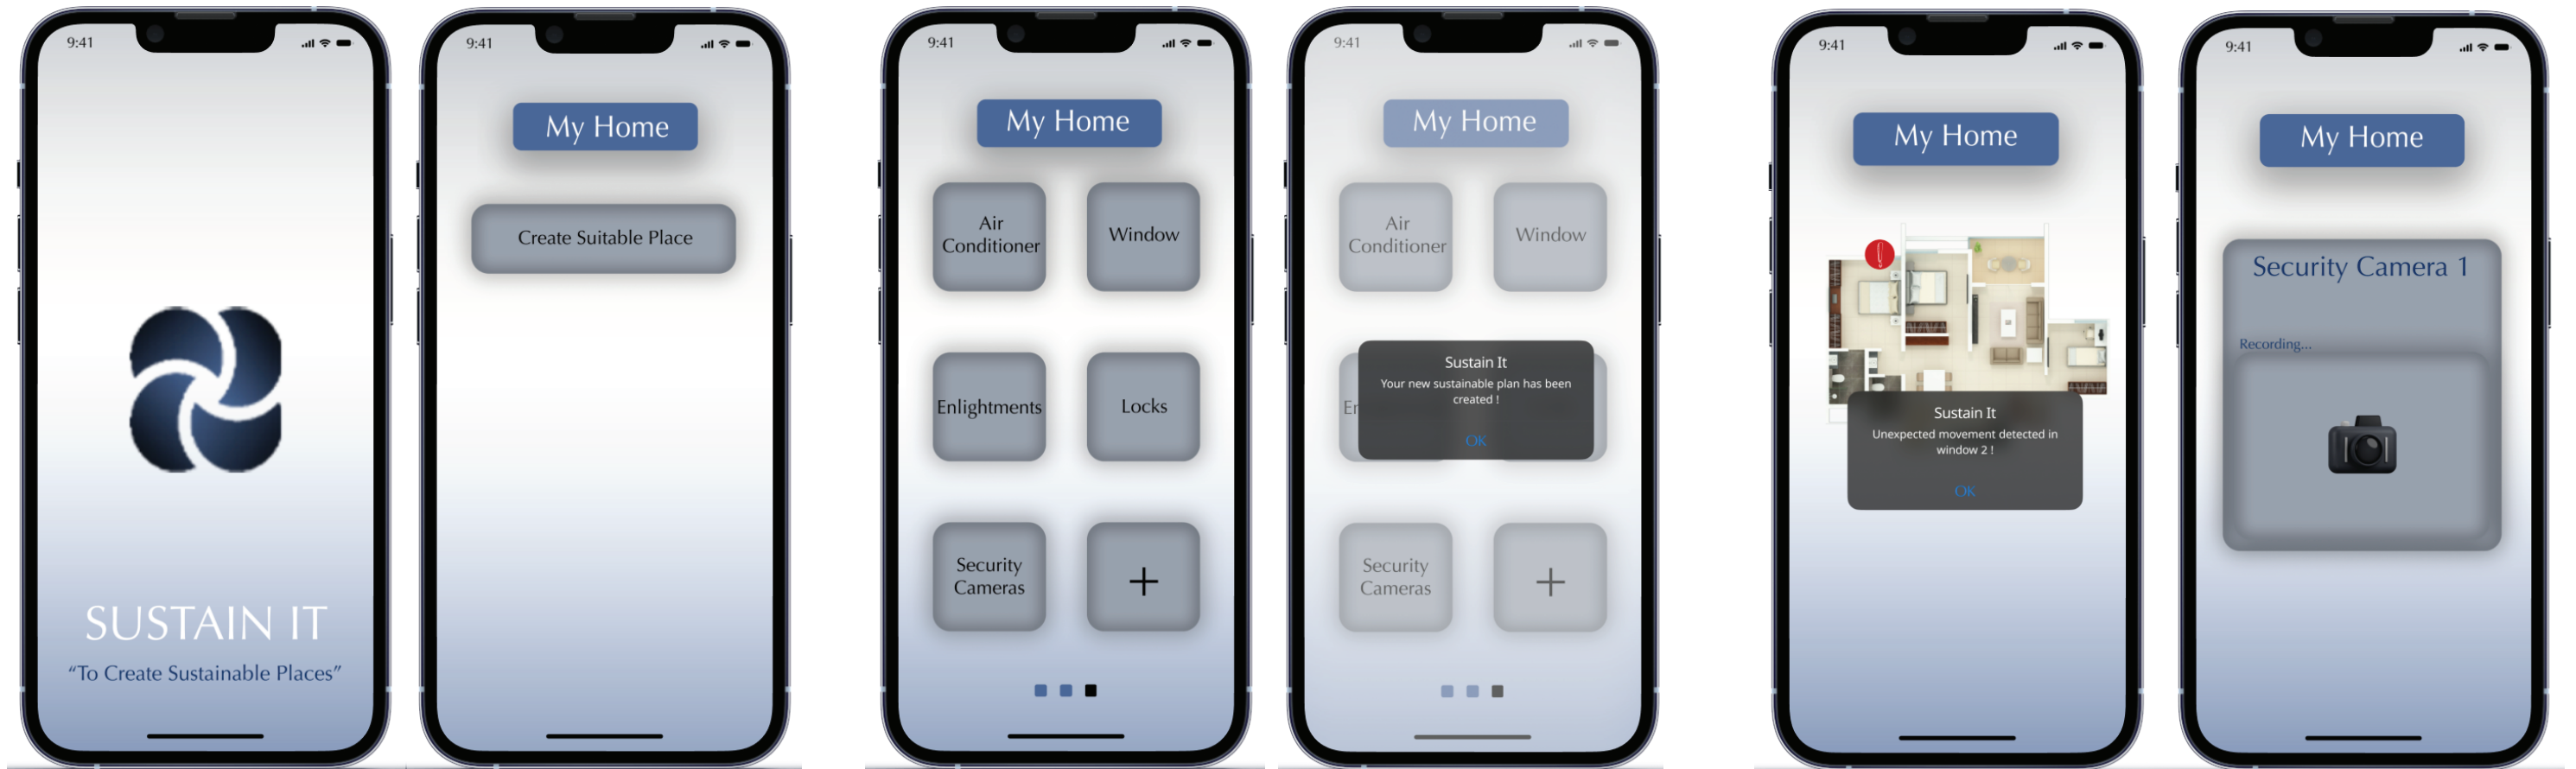 9:41
SUSTAIN IT
“To Create Sustainable Places”
9:41
My Home
Create Suitable Place
9:41
My Home
Air
Conditioner
Window
Enlightments
Locks
Security
Cameras
+
9:41
My Home
Air
Conditioner
Window
En
Sustain It
Your new sustainable plan has been
created !
OK
Security
Cameras
+
9:41
My Home
Sustain It
Unexpected movement detected in
window 2 !
OK
9:41
My Home
Security Camera 1
Recording...